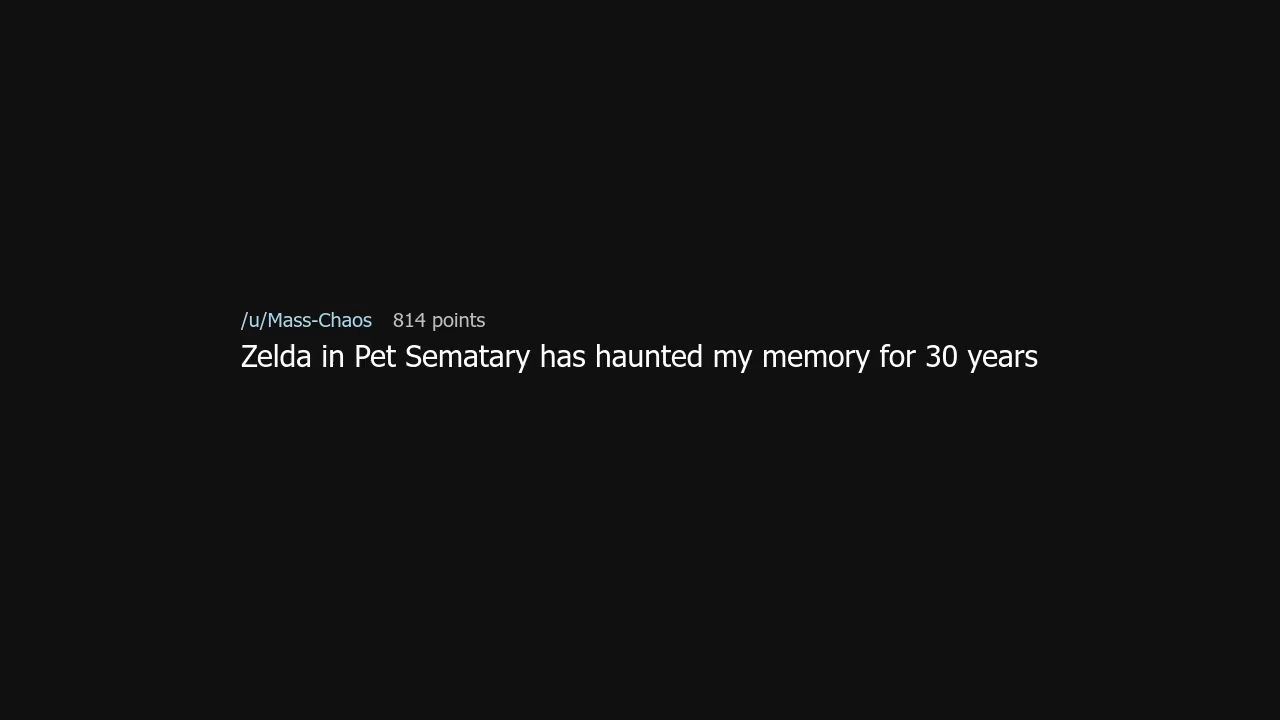 /u/Mass-Chaos 814 points
Zelda in Pet Sematary has haunted my memory for 30 years